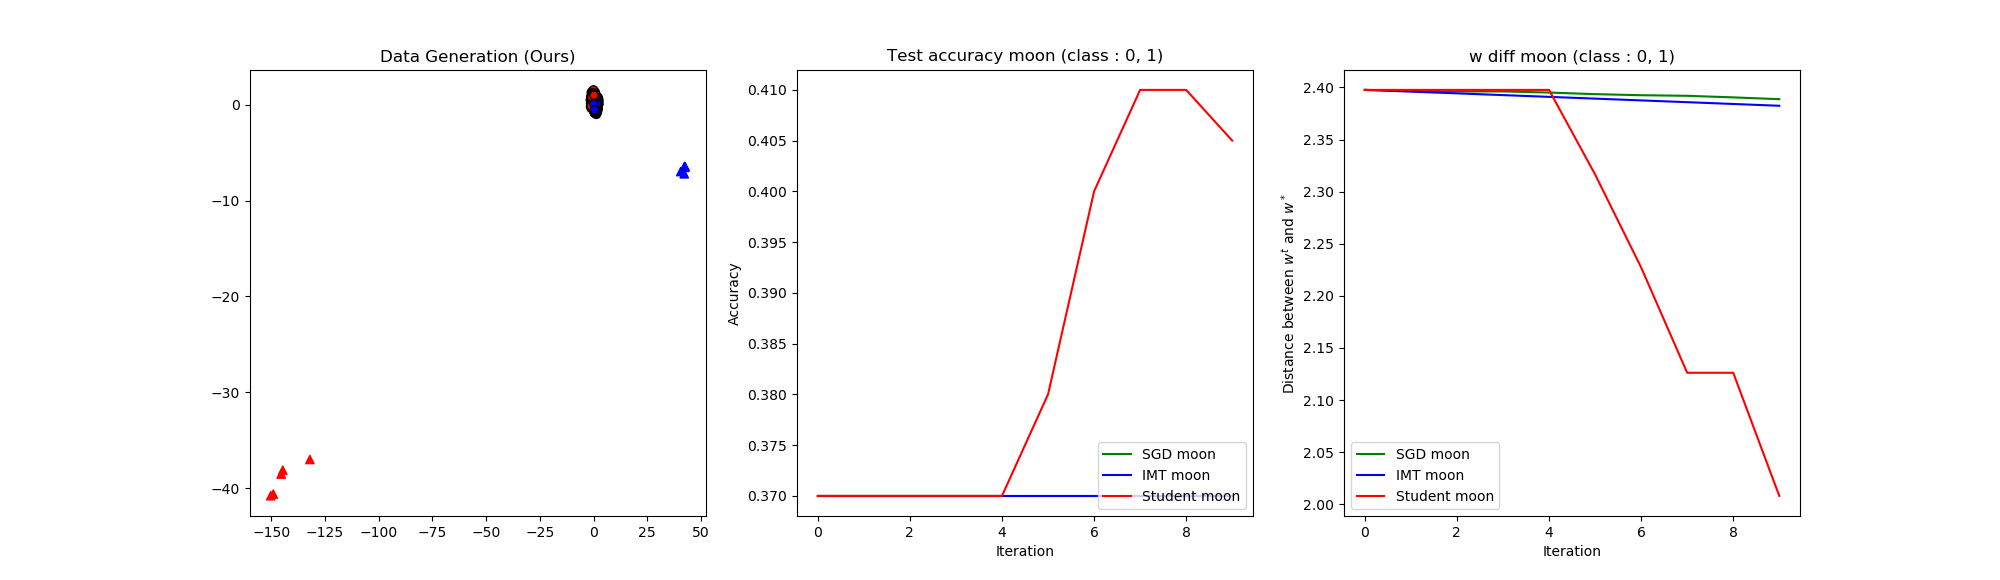 Data Generation (Ours)
0
−10
−20
−30
−40
−150 −125 −100 −75 −50 −25 0 25 50
Test accuracy moon (class : 0, 1)
Accuracy
0.410
0.405
0.400
0.395
0.390
0.385
0.380
0.375
0.370
SGD moon
IMT moon
Student moon
0 2 4 6 8
Iteration
w diff moon (class : 0, 1)
Distance between w^t and w^*
2.40
2.35
2.30
2.25
2.20
2.15
2.10
2.05
2.00
SGD moon
IMT moon
Student moon
0 2 4 6 8
Iteration